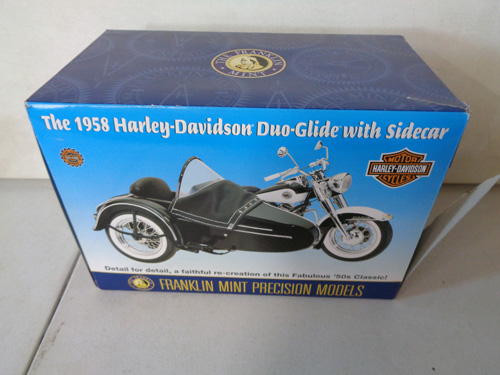 THE FRANKLIN
MINT
The 1958 Harley-Davidson Duo-Glide with Sidecar
MOTOR
HARLEY-DAVIDSON
CYCLES
Detail for detail, a faithful re-creation of this Fabulous '50s Classic!
FRANKLIN MINT PRECISION MODELS